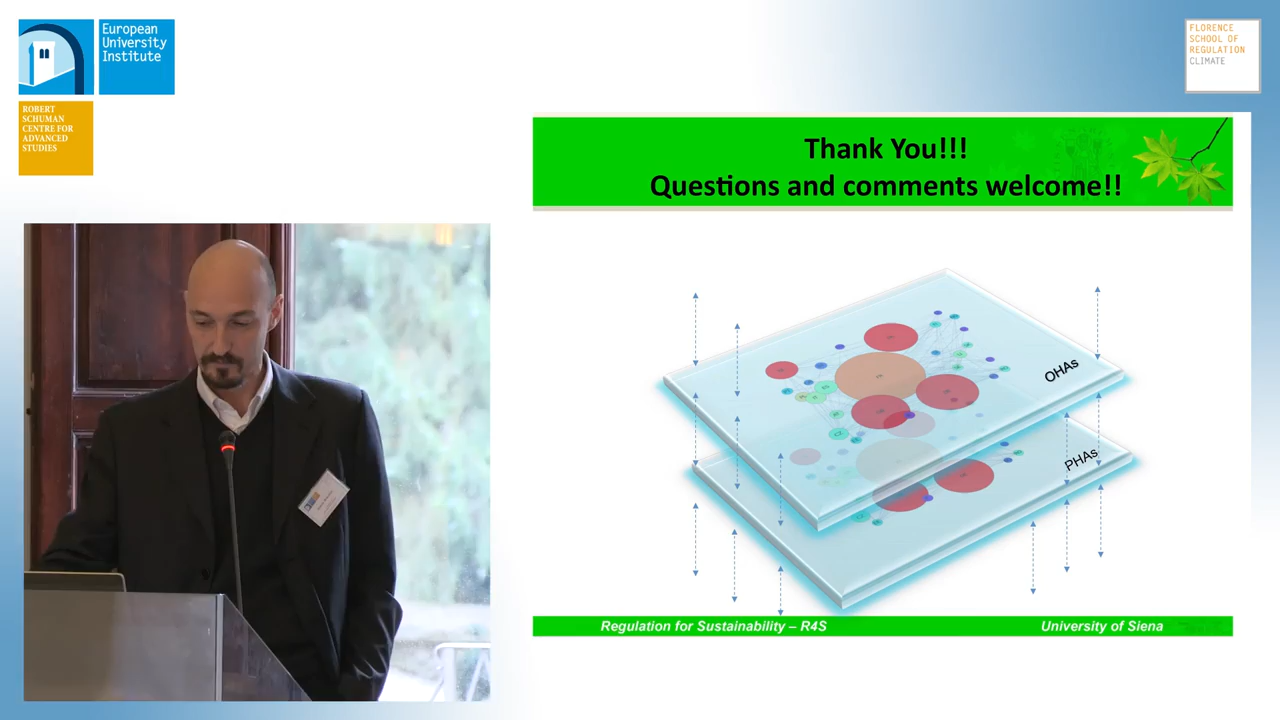 European
University
Institute
ROBERT
SCHUMAN
CENTRE FOR
ADVANCED
STUDIES
FLORENCE
SCHOOL OF
REGULATION
CLIMATE
Thank You!!!
Questions and comments welcome!!
OHAs
PHAs
Regulation for Sustainability – R4S
University of Siena